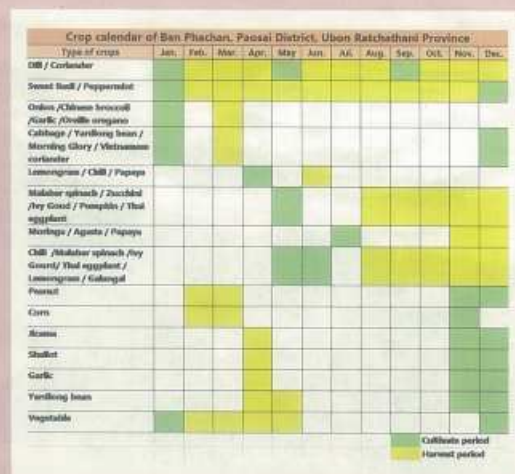 Crop calendar of Ban Phachan, Paosai District, Ubon Ratchathani Province
Type of crops Jan. Feb. Mar. Apr. May Jun. Jul. Aug. Sep. Oct. Nov. Dec.
Dill / Coriander
Sweet Basil / Peppermint
Onion /Chinese broccoli
/Garlic /Orville oregano
Cabbage / Yardlong bean /
Morning Glory / Vietnamese
coriander
Lemongrass / Chili / Papaya
Malabar spinach / Zucchini
/Ivy Goud / Pumpkin / Thai
eggplant
Moringa / Agasta / Papaya
Chili /Malabar spinach /Ivy
Gourd/ Thai eggplant /
Lemongrass / Galangal
Peanut
Corn
Jicama
Shallot
Garlic
Yardlong bean
Vegetable
Cultivate period
Harvest period